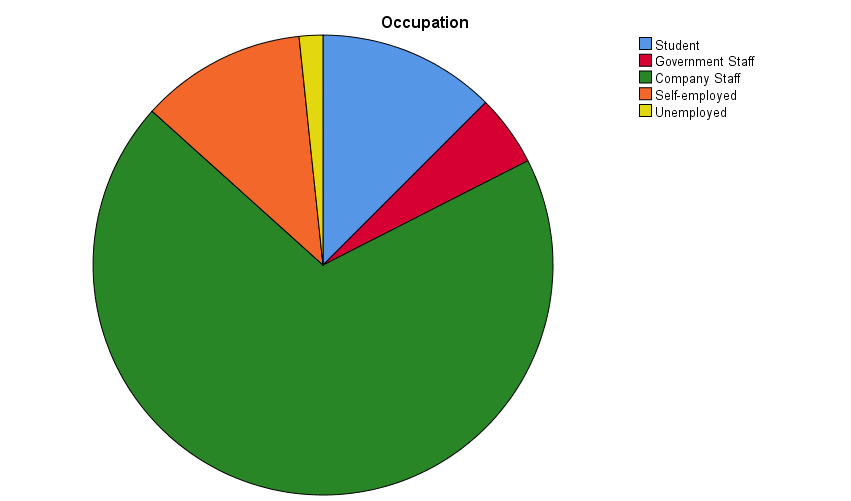 Occupation
Student
Government Staff
Company Staff
Self-employed
Unemployed